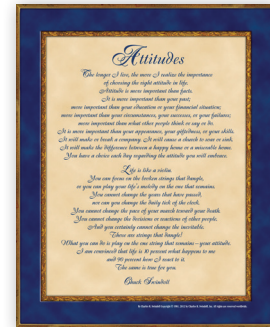 Attitudes
The longer I live, the more I realize the importance
of choosing the right attitude in life.
Attitude is more important than facts.
It is more important than your past;
more important than your education or your financial situation;
more important than your circumstances, your successes, or your failures;
more important than what other people think or say or do.
It is more important than your appearance, your giftedness, or your skills.
It will make or break a company. It will cause a church to soar or sink.
It will make the difference between a happy home or a miserable home.
You have a choice each day regarding the attitude you will embrace.
Life is like a violin.
You can focus on the broken strings that dangle,
or you can play your life's melody on the one that remains.
You cannot change the years that have passed,
nor can you change the daily tick of the clock.
You cannot change the pace of your march toward your death.
You cannot change the decisions or reactions of other people.
And you certainly cannot change the inevitable.
Those are strings that dangle!
What you can do is play on the one string that remains – your attitude.
I am convinced that life is 10 percent what happens to me
and 90 percent how I react to it.
The same is true for you.
Chuck Swindoll